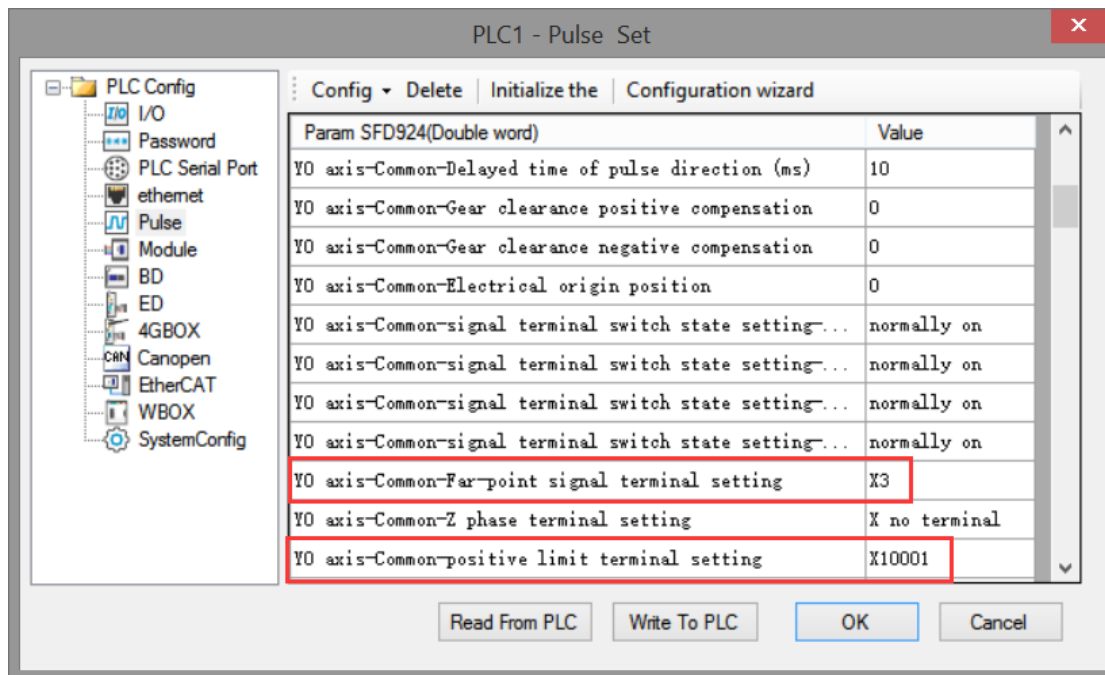 PLC1 - Pulse Set
PLC Config
I/O
Password
PLC Serial Port
ethernet
Pulse
Module
BD
ED
4GBOX
Canopen
EtherCAT
WBOX
SystemConfig
Config Delete Initialize the Configuration wizard
Param SFD924(Double word) Value
Y0 axis-Common-Delayed time of pulse direction (ms) 10
Y0 axis-Common-Gear clearance positive compensation 0
Y0 axis-Common-Gear clearance negative compensation 0
Y0 axis-Common-Electrical origin position 0
Y0 axis-Common-signal terminal switch state setting-... normally on
Y0 axis-Common-signal terminal switch state setting-... normally on
Y0 axis-Common-signal terminal switch state setting-... normally on
Y0 axis-Common-signal terminal switch state setting-... normally on
Y0 axis-Common-Far-point signal terminal setting X3
Y0 axis-Common-Z phase terminal setting X no terminal
Y0 axis-Common-positive limit terminal setting X10001
Read From PLC Write To PLC OK Cancel